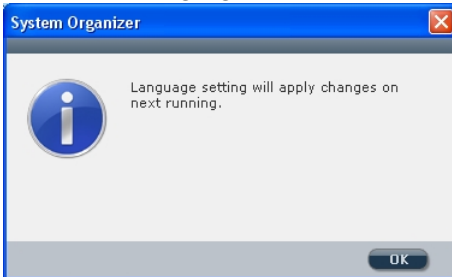 System Organizer
Language setting will apply changes on
next running.
OK